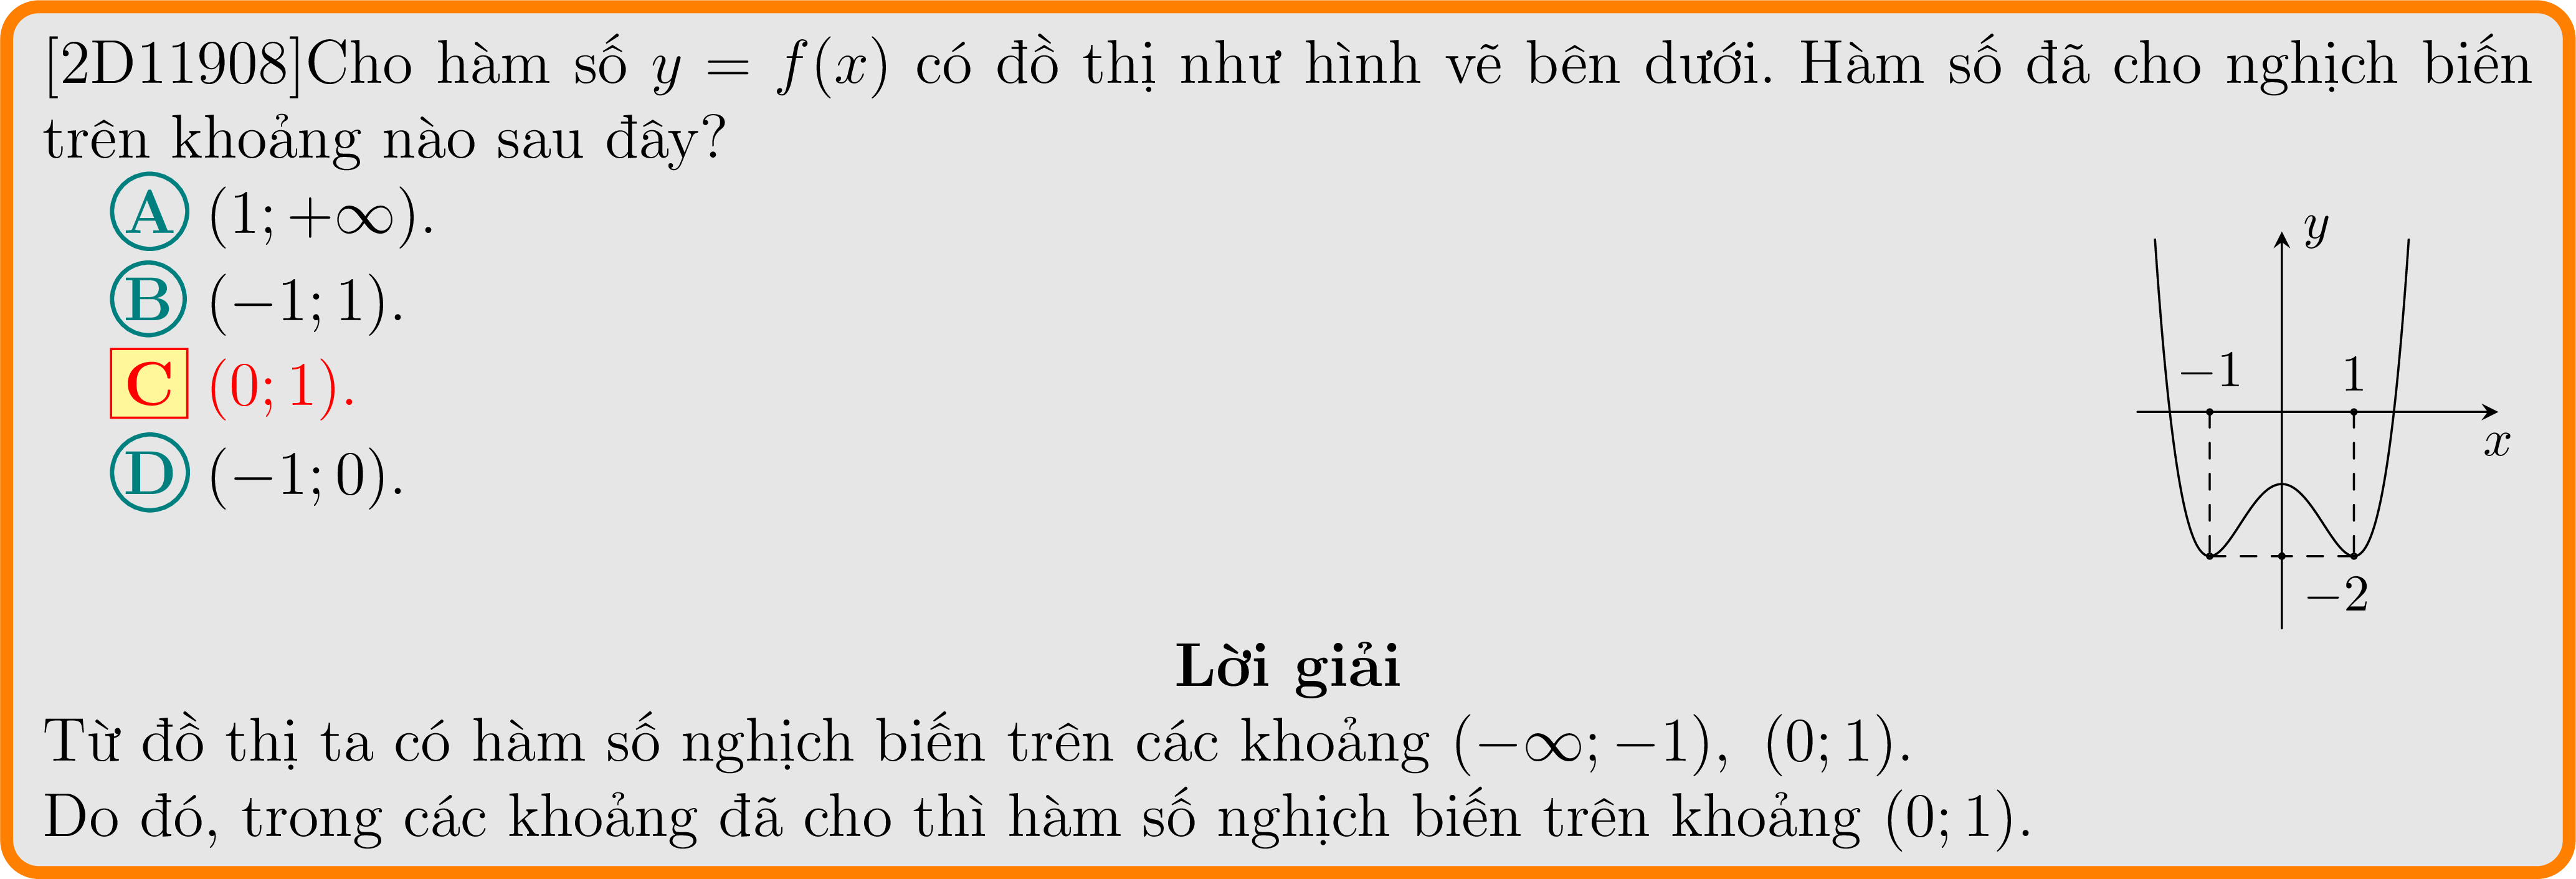 [2D11908]Cho hàm số y = f(x) có đồ thị như hình vẽ bên dưới. Hàm số đã cho nghịch biến
trên khoảng nào sau đây?
A (1; +∞).
B (−1; 1).
C (0; 1).
D (−1; 0).
y
−1
1
x
−2
Lời giải
Từ đồ thị ta có hàm số nghịch biến trên các khoảng (−∞; −1), (0; 1).
Do đó, trong các khoảng đã cho thì hàm số nghịch biến trên khoảng (0; 1).